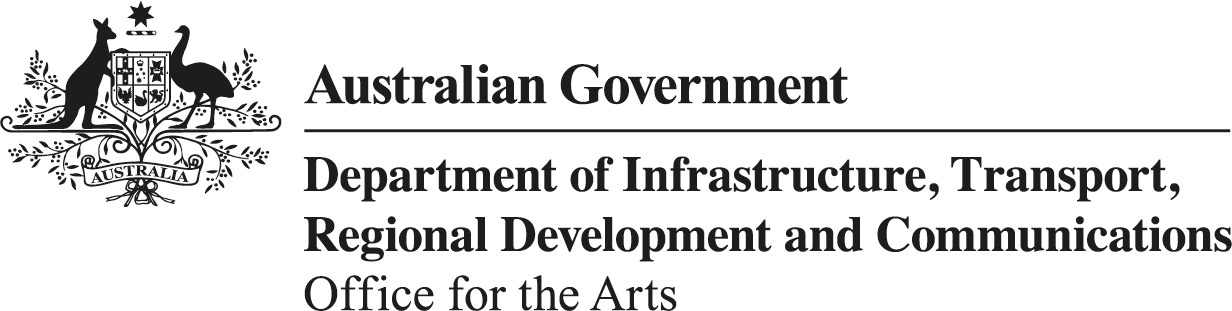 AUSTRALIA
Australian Government
Department of Infrastructure, Transport,
Regional Development and Communications
Office for the Arts